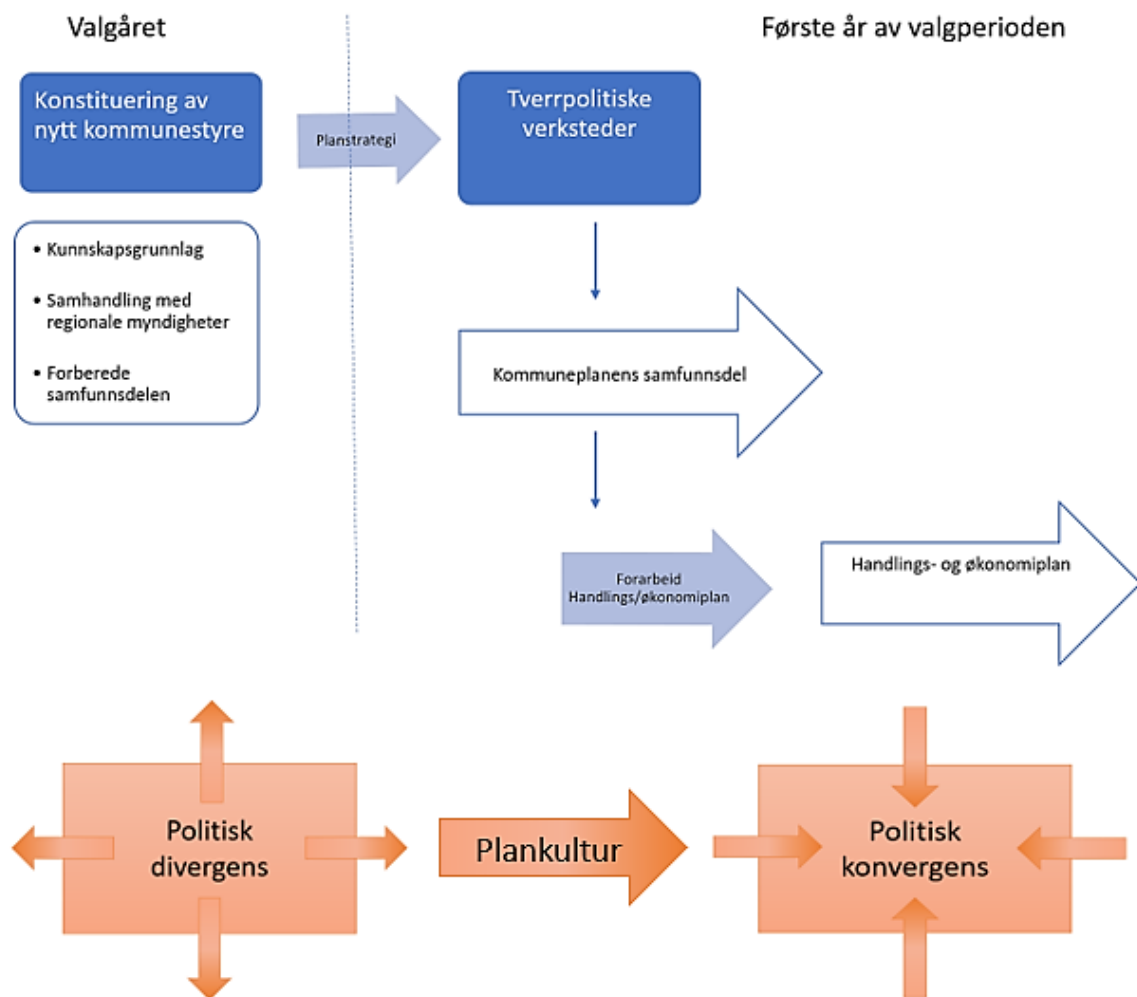 Valgåret
Første år av valgperioden
Konstituering av
nytt kommunestyre
Planstrategi
Tverrpolitiske
verksteder
• Kunnskapsgrunnlag
• Samhandling med
regionale myndigheter
• Forberede
samfunnsdelen
Kommuneplanens samfunnsdel
Forarbeid
Handlings/økonomiplan
Handlings- og økonomiplan
Politisk
divergens
Plankultur
Politisk
konvergens